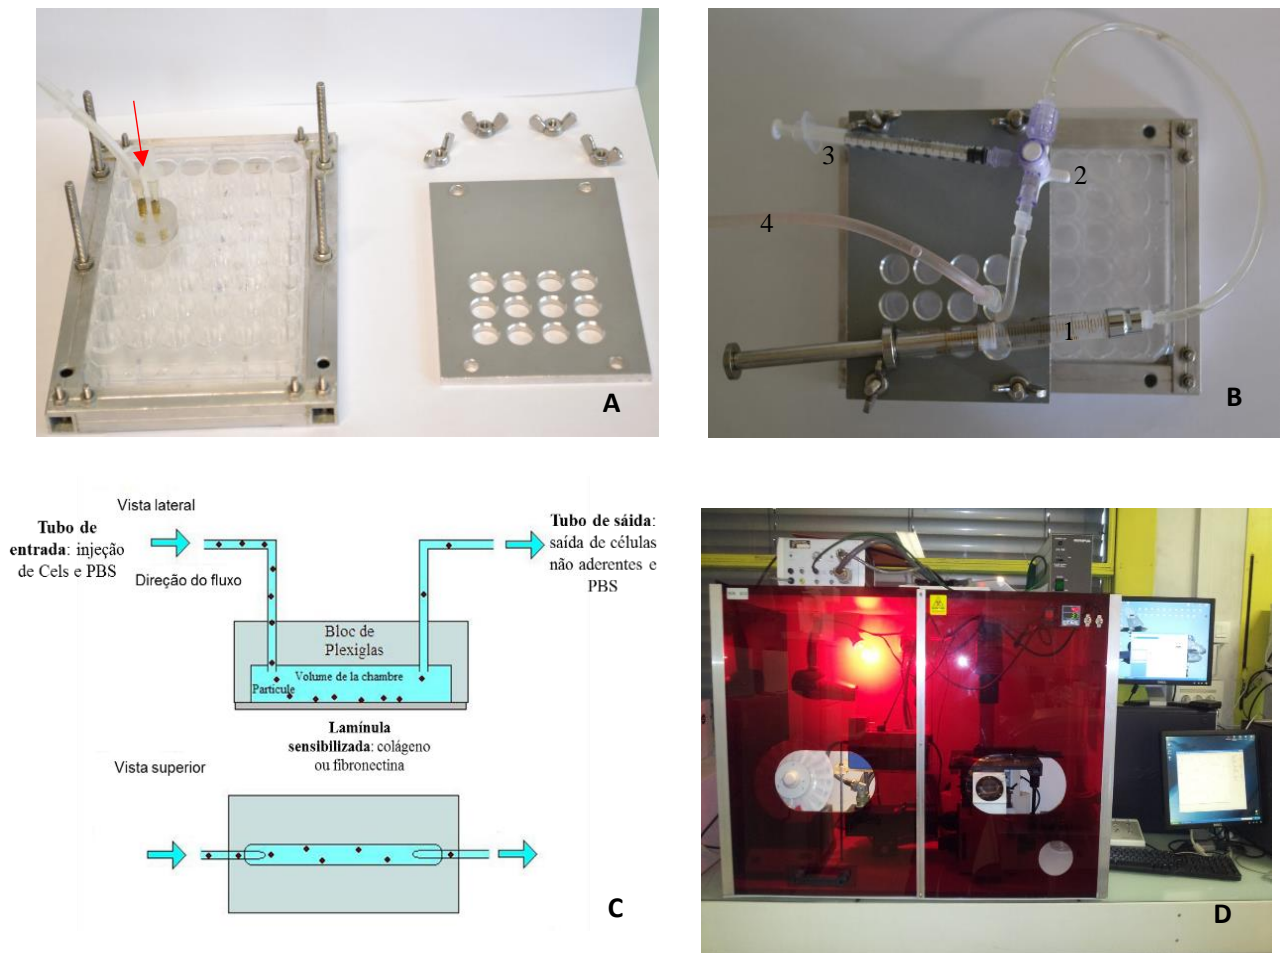 A
3
2
4
1
B
Vista lateral
Tubo de
entrada: injeção
de Cels e PBS
Direção do fluxo
Tubo de sáida:
saída de células
não aderentes e
PBS
Bloc de
Plexiglas
Volume de la chambre
Particule
Lamínula
sensibilizada: colágeno
ou fibronectina
Vista superior
C
D